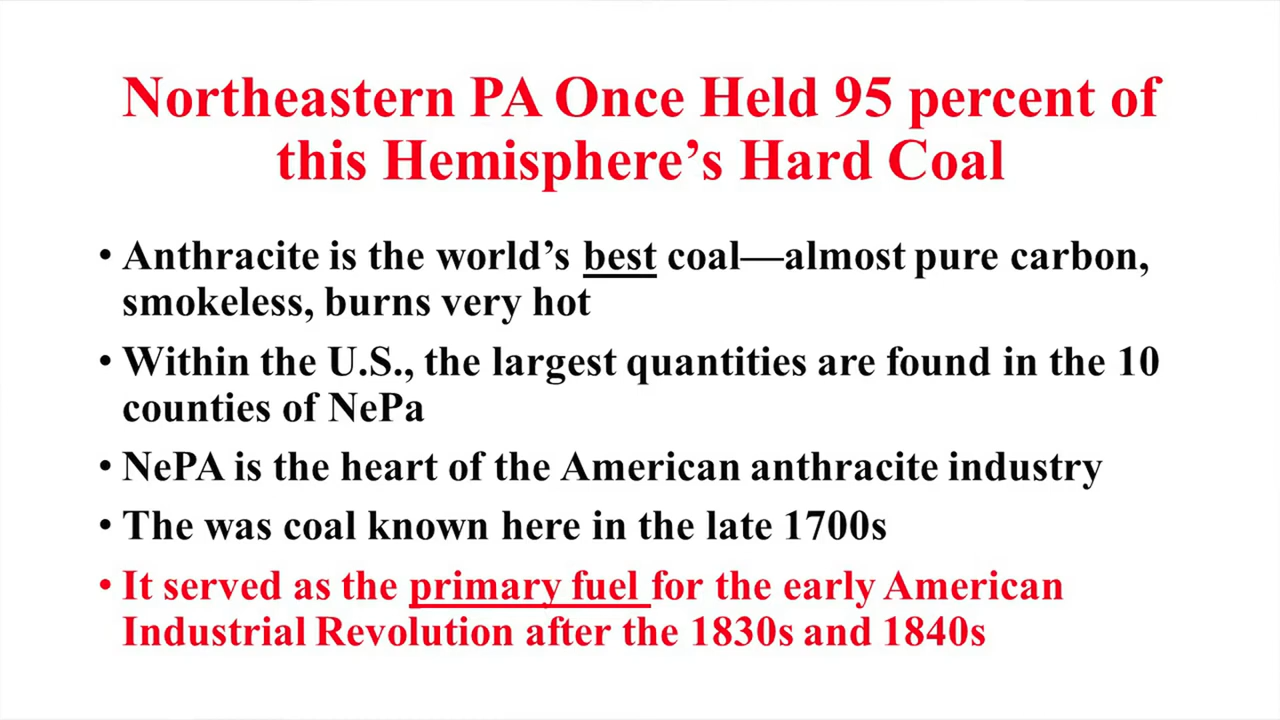 Northeastern PA Once Held 95 percent of
this Hemisphere’s Hard Coal
• Anthracite is the world’s best coal—almost pure carbon,
smokeless, burns very hot
• Within the U.S., the largest quantities are found in the 10
counties of NePa
• NePA is the heart of the American anthracite industry
• The was coal known here in the late 1700s
• It served as the primary fuel for the early American
Industrial Revolution after the 1830s and 1840s